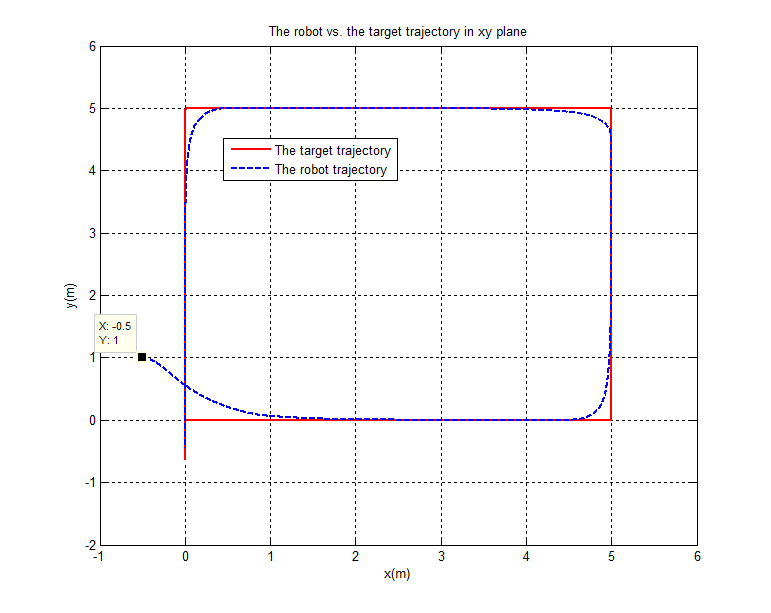 The robot vs. the target trajectory in xy plane
6
5
The target trajectory
The robot trajectory
4
3
2
y(m)
X: -0.5
Y: 1
1
0
-1
-2
-1
0
1
2
3
4
5
6
x(m)